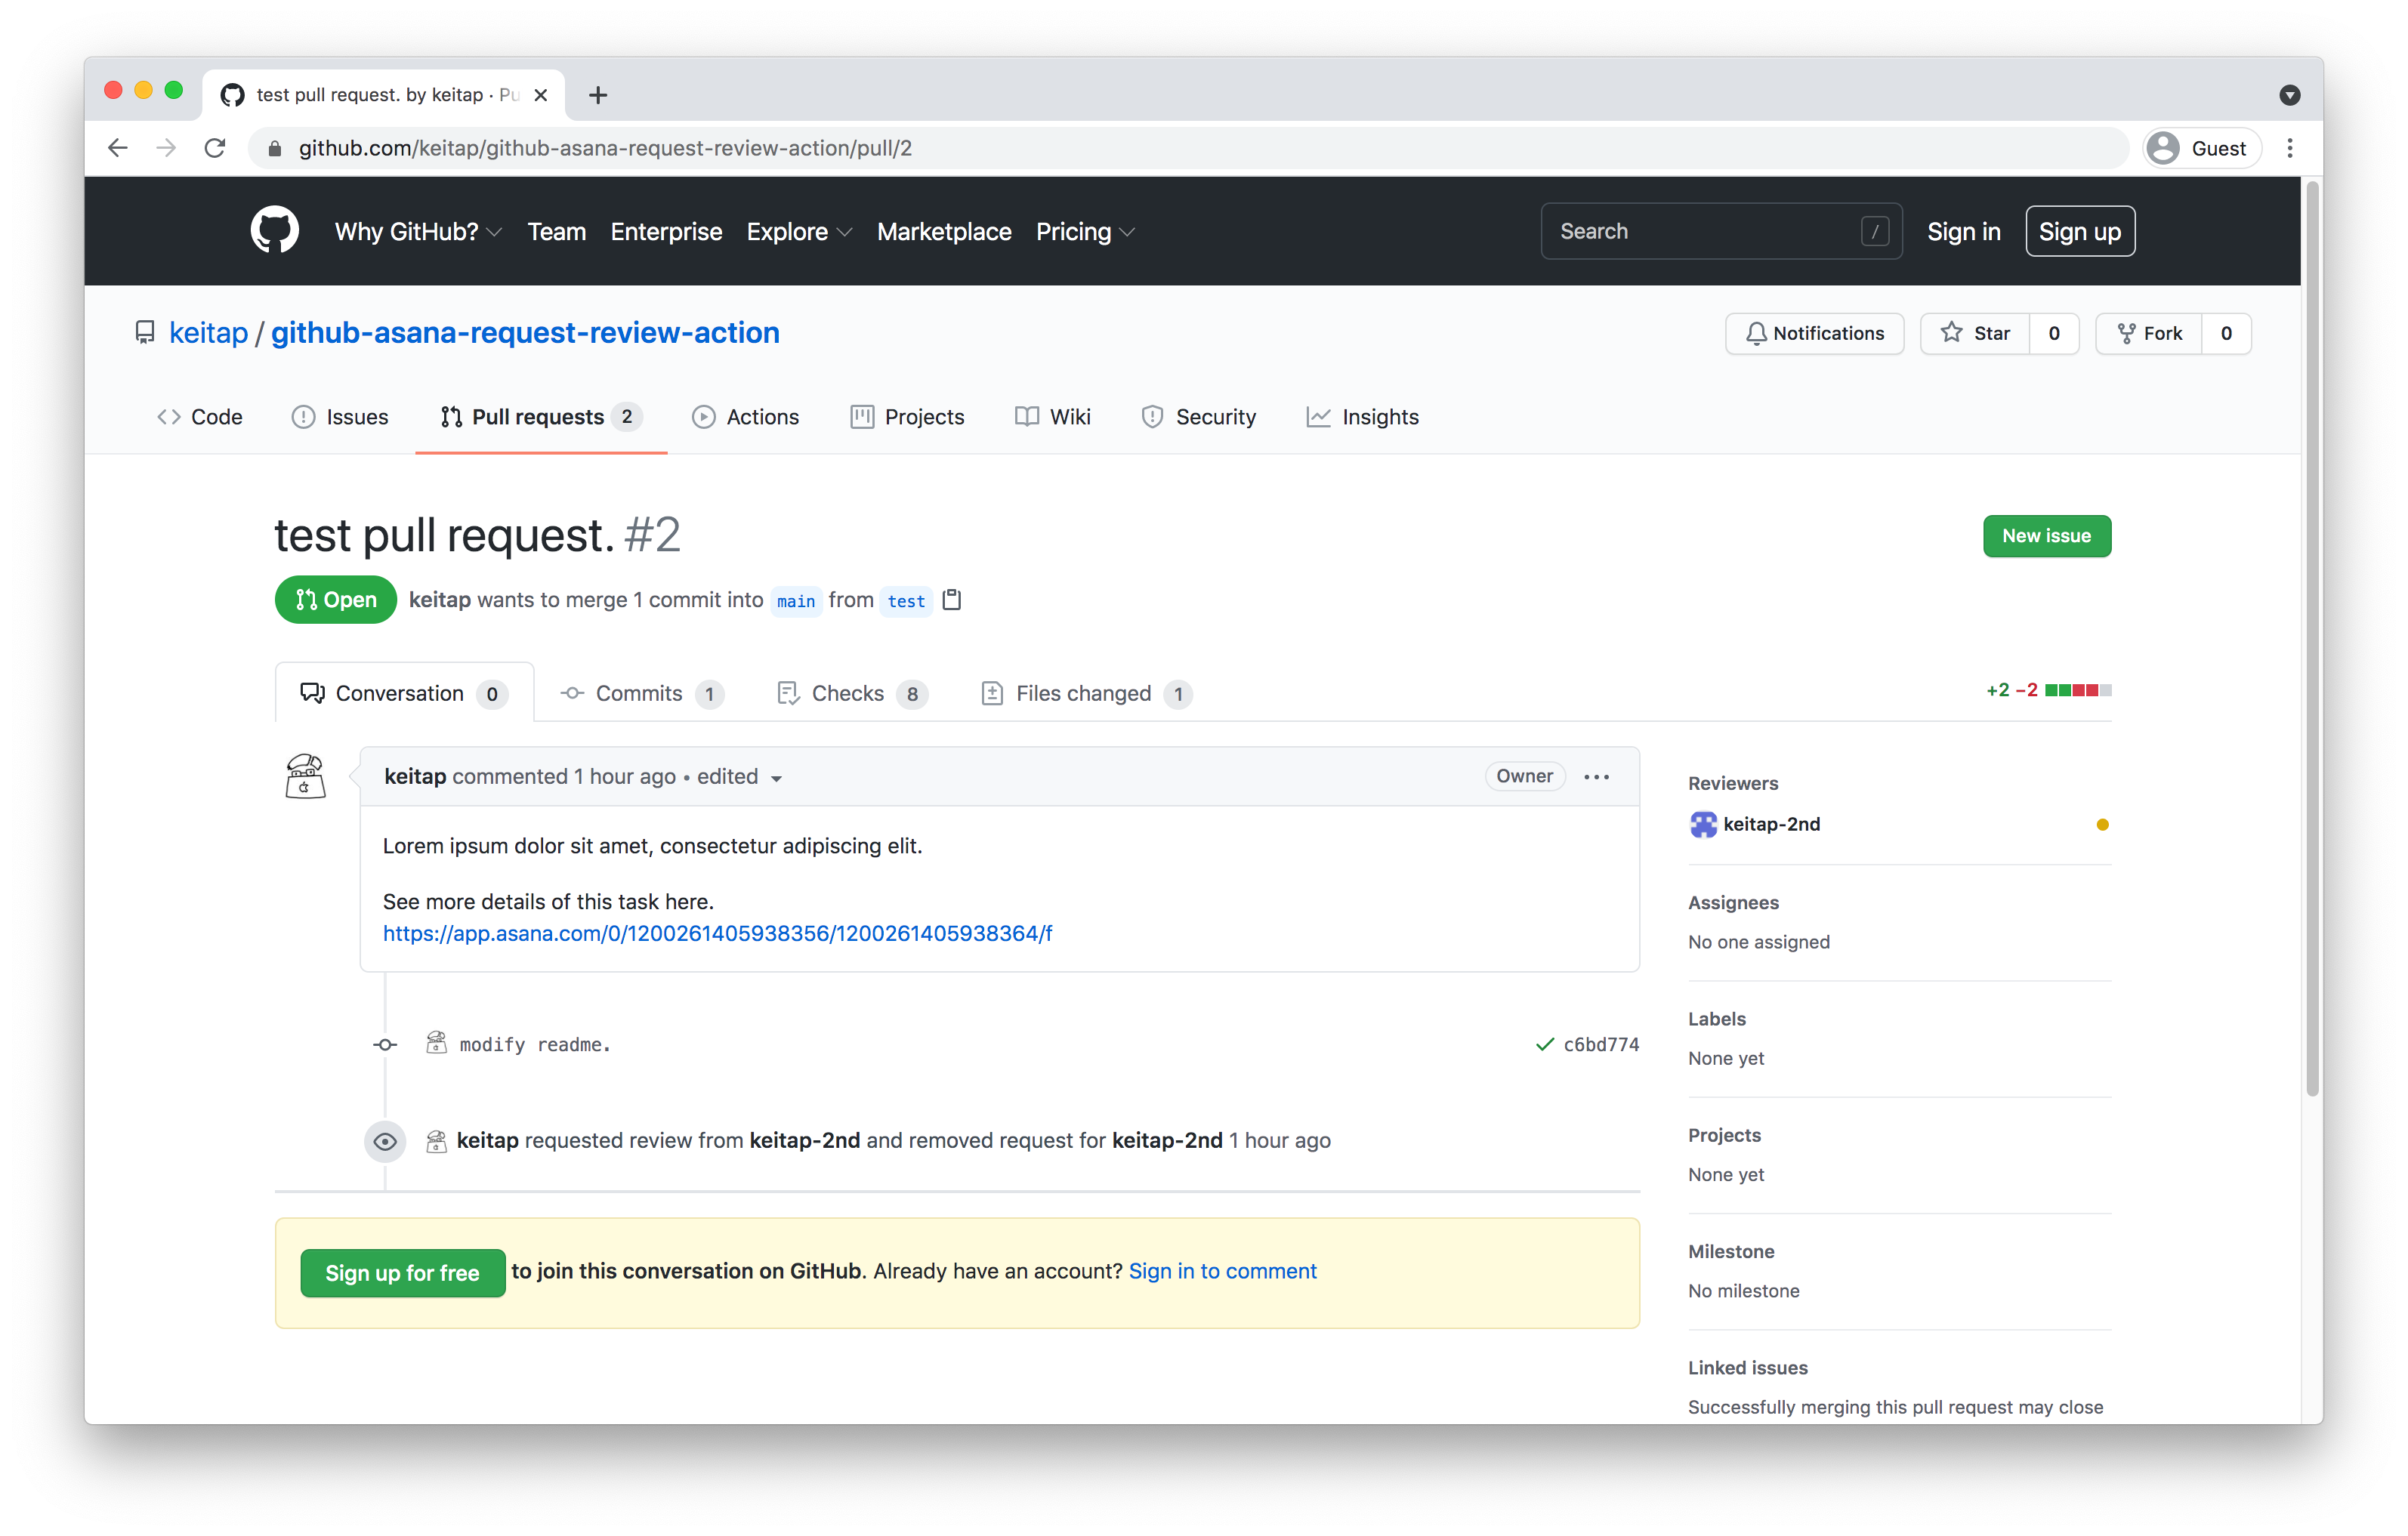 test pull request. by keitap · Pu
github.com/keitap/github-asana-request-review-action/pull/2
Guest
Why GitHub? Team Enterprise Explore Marketplace Pricing
Search / Sign in Sign up
keitap / github-asana-request-review-action
Notifications Star 0 Fork 0
Code Issues Pull requests 2 Actions Projects Wiki Security Insights
test pull request. #2
New issue
Open keitap wants to merge 1 commit into main from test
Conversation 0 Commits 1 Checks 8 Files changed 1
+2 −2
keitap commented 1 hour ago • edited
Owner
Lorem ipsum dolor sit amet, consectetur adipiscing elit.
See more details of this task here.
https://app.asana.com/0/1200261405938356/1200261405938364/f
modify readme. c6bd774
keitap requested review from keitap-2nd and removed request for keitap-2nd 1 hour ago
Sign up for free to join this conversation on GitHub. Already have an account? Sign in to comment
Reviewers
keitap-2nd
Assignees
No one assigned
Labels
None yet
Projects
None yet
Milestone
No milestone
Linked issues
Successfully merging this pull request may close